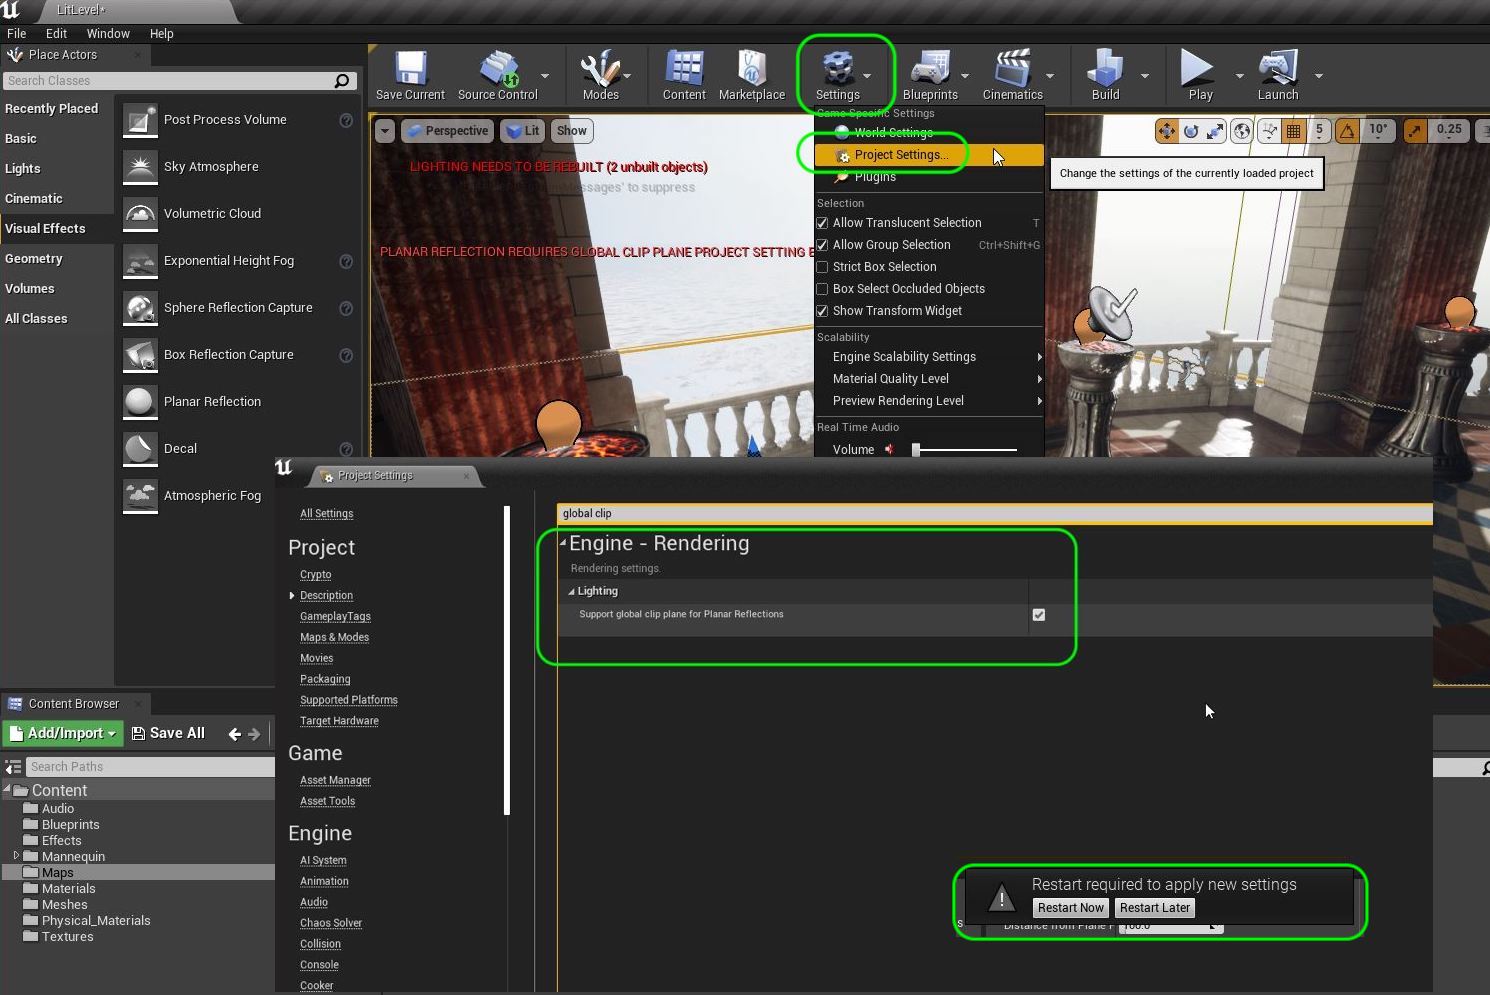 LitLevel*
File Edit Window Help
Place Actors
Search Classes
Recently Placed
Basic
Lights
Cinematic
Visual Effects
Geometry
Volumes
All Classes
Post Process Volume
Sky Atmosphere
Volumetric Cloud
Exponential Height Fog
Sphere Reflection Capture
Box Reflection Capture
Planar Reflection
Decal
Atmospheric Fog
Save Current Source Control Modes Content Marketplace Settings Blueprints Cinematics Build Play Launch
Perspective Lit Show
5 10° 0.25
LIGHTING NEEDS TO BE REBUILT (2 unbuilt objects)
to suppress
PLANAR REFLECTION REQUIRES GLOBAL CLIP PLANE PROJECT SETTING
Game Specific Settings
World Settings
Project Settings...
Plugins
Change the settings of the currently loaded project
Selection
Allow Translucent Selection T
Allow Group Selection Ctrl+Shift+G
Strict Box Selection
Box Select Occluded Objects
Show Transform Widget
Scalability
Engine Scalability Settings
Material Quality Level
Preview Rendering Level
Real Time Audio
Volume
Project Settings
All Settings
Project
Crypto
Description
GameplayTags
Maps & Modes
Movies
Packaging
Supported Platforms
Target Hardware
Game
Asset Manager
Asset Tools
Engine
AI System
Animation
Audio
Chaos Solver
Collision
Console
Cooker
global clip
Engine - Rendering
Rendering settings.
Lighting
Support global clip plane for Planar Reflections
Restart required to apply new settings
Restart Now Restart Later
s Distance from Plane F 100.0
Content Browser
Add/Import Save All
Search Paths
Content
Audio
Blueprints
Effects
Mannequin
Maps
Materials
Meshes
Physical_Materials
Textures